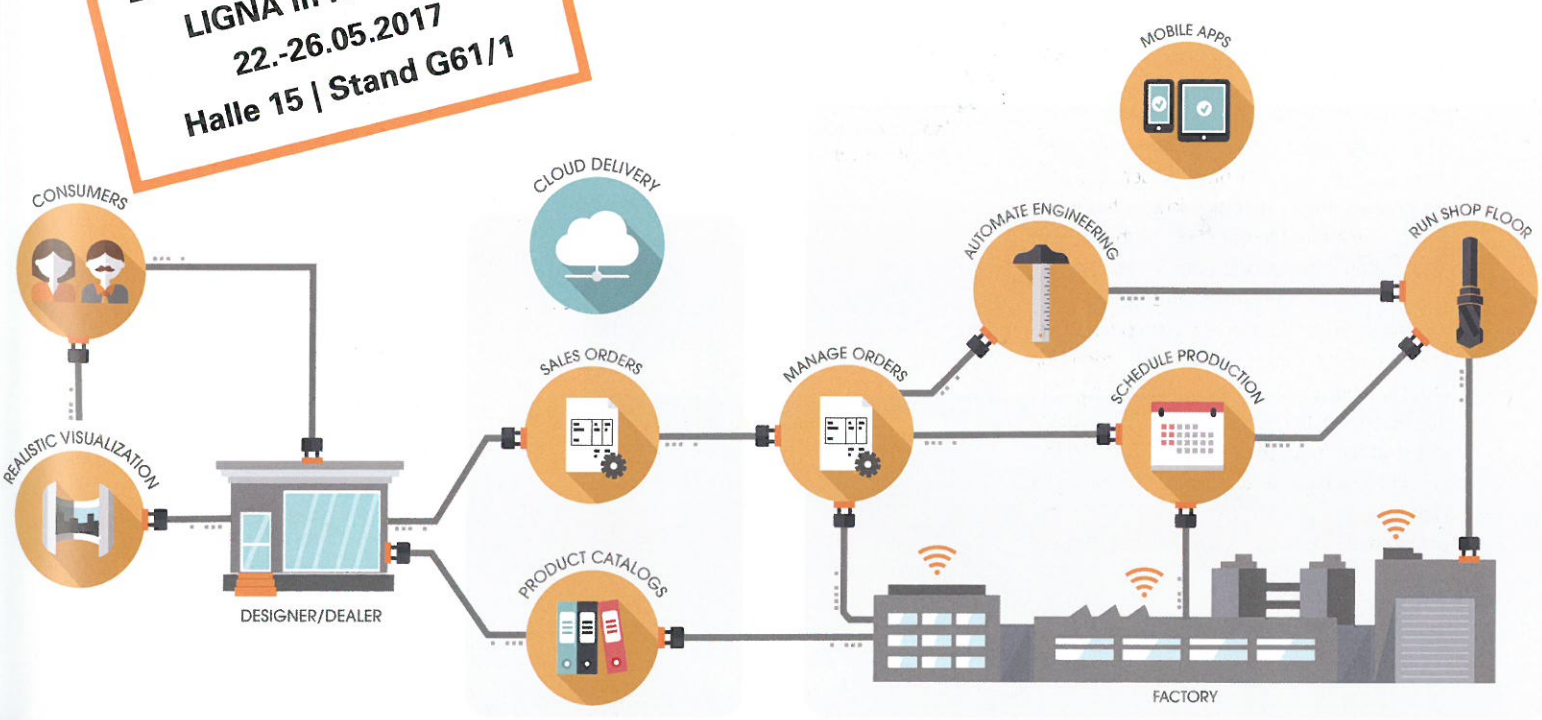 LIGNA in
22.-26.05.2017
Halle 15 | Stand G61/1
MOBILE APPS
CONSUMERS
CLOUD DELIVERY
AUTOMATE ENGINEERING
RUN SHOP FLOOR
SALES ORDERS
MANAGE ORDERS
SCHEDULE PRODUCTION
REALISTIC VISUALIZATION
PRODUCT CATALOGS
DESIGNER/DEALER
FACTORY